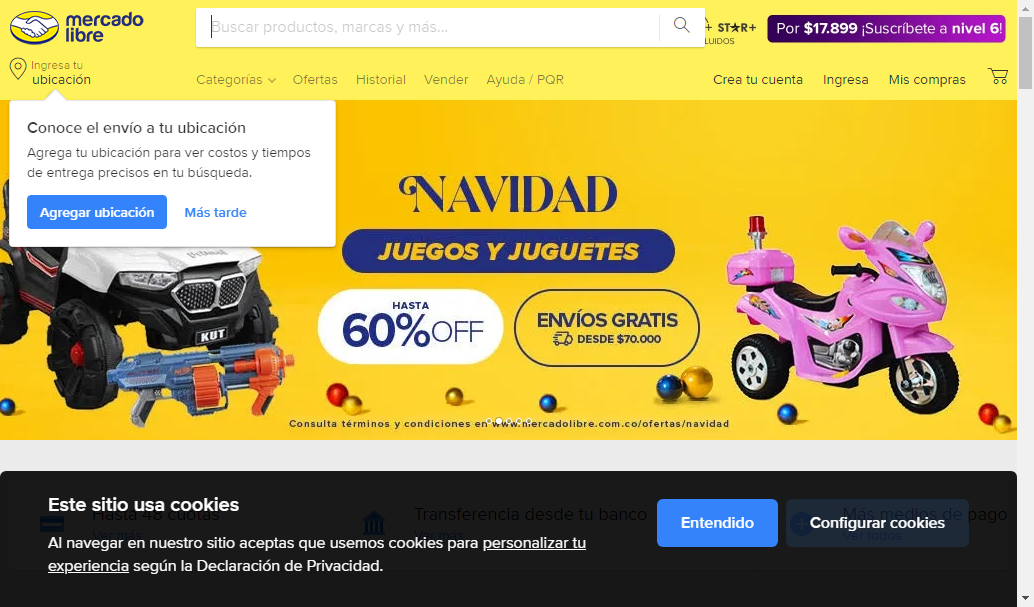 mercado
libre
Buscar productos, marcas y más...
+ STAR+
LUIDOS
Por $17.899 ¡Suscríbete a nivel 6!
Ingresa tu
ubicación
Categorías
Ofertas
Historial
Vender
Ayuda / PQR
Crea tu cuenta
Ingresa
Mis compras
Conoce el envío a tu ubicación
Agrega tu ubicación para ver costos y tiempos
de entrega precisos en tu búsqueda.
Agregar ubicación
Más tarde
NAVIDAD
JUEGOS Y JUGUETES
HASTA
60% OFF
ENVÍOS GRATIS
DESDE $70.000
KUT
Consulta términos y condiciones en www.mercadolibre.com.co/ofertas/navidad
Este sitio usa cookies
Hasta 48 cuotas
Transferencia desde tu banco
Más medios de pago
Ver todos
Entendido
Configurar cookies
Al navegar en nuestro sitio aceptas que usemos cookies para personalizar tu
experiencia según la Declaración de Privacidad.